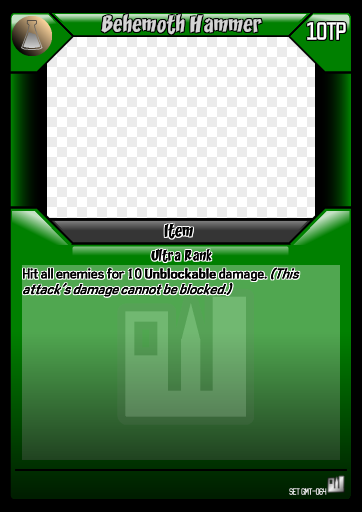 Behemoth Hammer
10TP
Item
Ultra Rank
Hit all enemies for 10 Unblockable damage. (This
attack's damage cannot be blocked.)
SET GMT-064